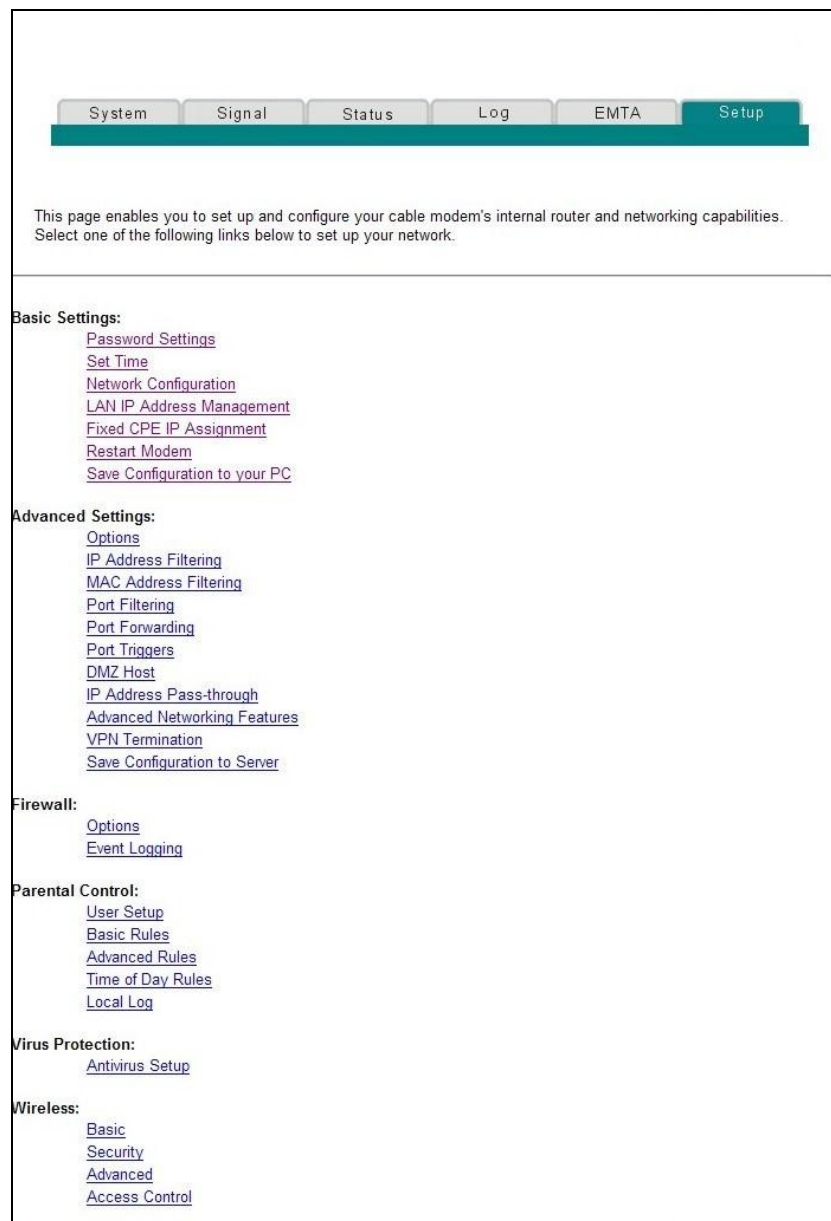 System Signal Status Log EMTA Setup
This page enables you to set up and configure your cable modem's internal router and networking capabilities.
Select one of the following links below to set up your network.
Basic Settings:
Password Settings
Set Time
Network Configuration
LAN IP Address Management
Fixed CPE IP Assignment
Restart Modem
Save Configuration to your PC
Advanced Settings:
Options
IP Address Filtering
MAC Address Filtering
Port Filtering
Port Forwarding
Port Triggers
DMZ Host
IP Address Pass-through
Advanced Networking Features
VPN Termination
Save Configuration to Server
Firewall:
Options
Event Logging
Parental Control:
User Setup
Basic Rules
Advanced Rules
Time of Day Rules
Local Log
Virus Protection:
Antivirus Setup
Wireless:
Basic
Security
Advanced
Access Control